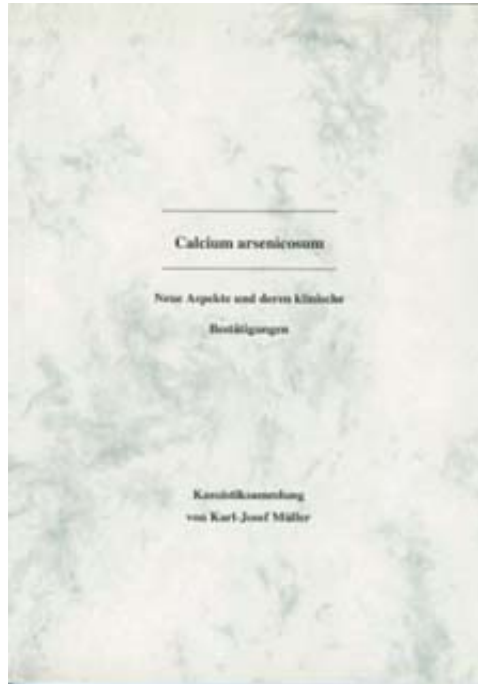 Calcium arsenicosum
Neue Aspekte und deren klinische
Bestätigungen
Kasuistiksammlung
von Karl-Josef Müller